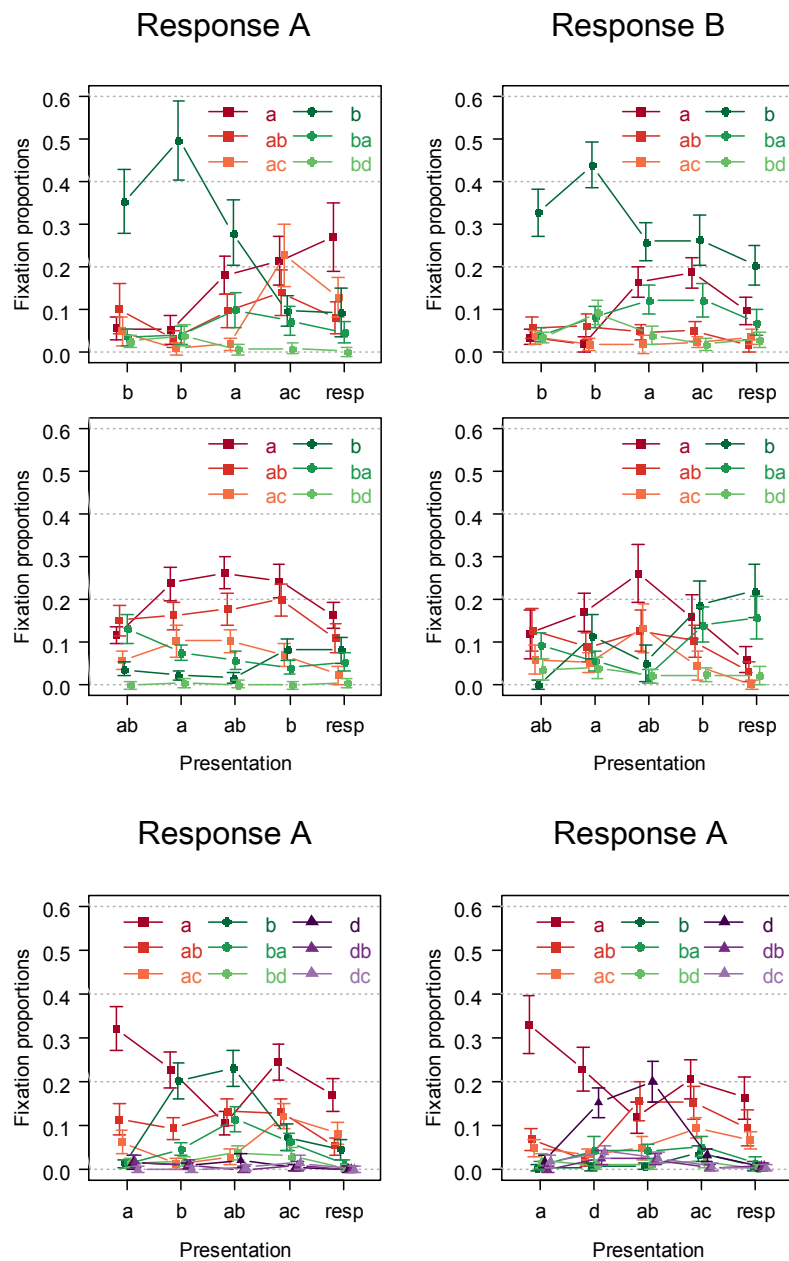 Response A
Response B
Fixation proportions
0.6
0.5
0.4
0.3
0.2
0.1
0.0
a b
ab ba
ac bd
b b a ac resp
Fixation proportions
0.6
0.5
0.4
0.3
0.2
0.1
0.0
a b
ab ba
ac bd
b b a ac resp
Fixation proportions
0.6
0.5
0.4
0.3
0.2
0.1
0.0
a b
ab ba
ac bd
ab a ab b resp
Presentation
Fixation proportions
0.6
0.5
0.4
0.3
0.2
0.1
0.0
a b
ab ba
ac bd
ab a ab b resp
Presentation
Response A
Response A
Fixation proportions
0.6
0.5
0.4
0.3
0.2
0.1
0.0
a b d
ab ba db
ac bd dc
a b ab ac resp
Presentation
Fixation proportions
0.6
0.5
0.4
0.3
0.2
0.1
0.0
a b d
ab ba db
ac bd dc
a d ab ac resp
Presentation